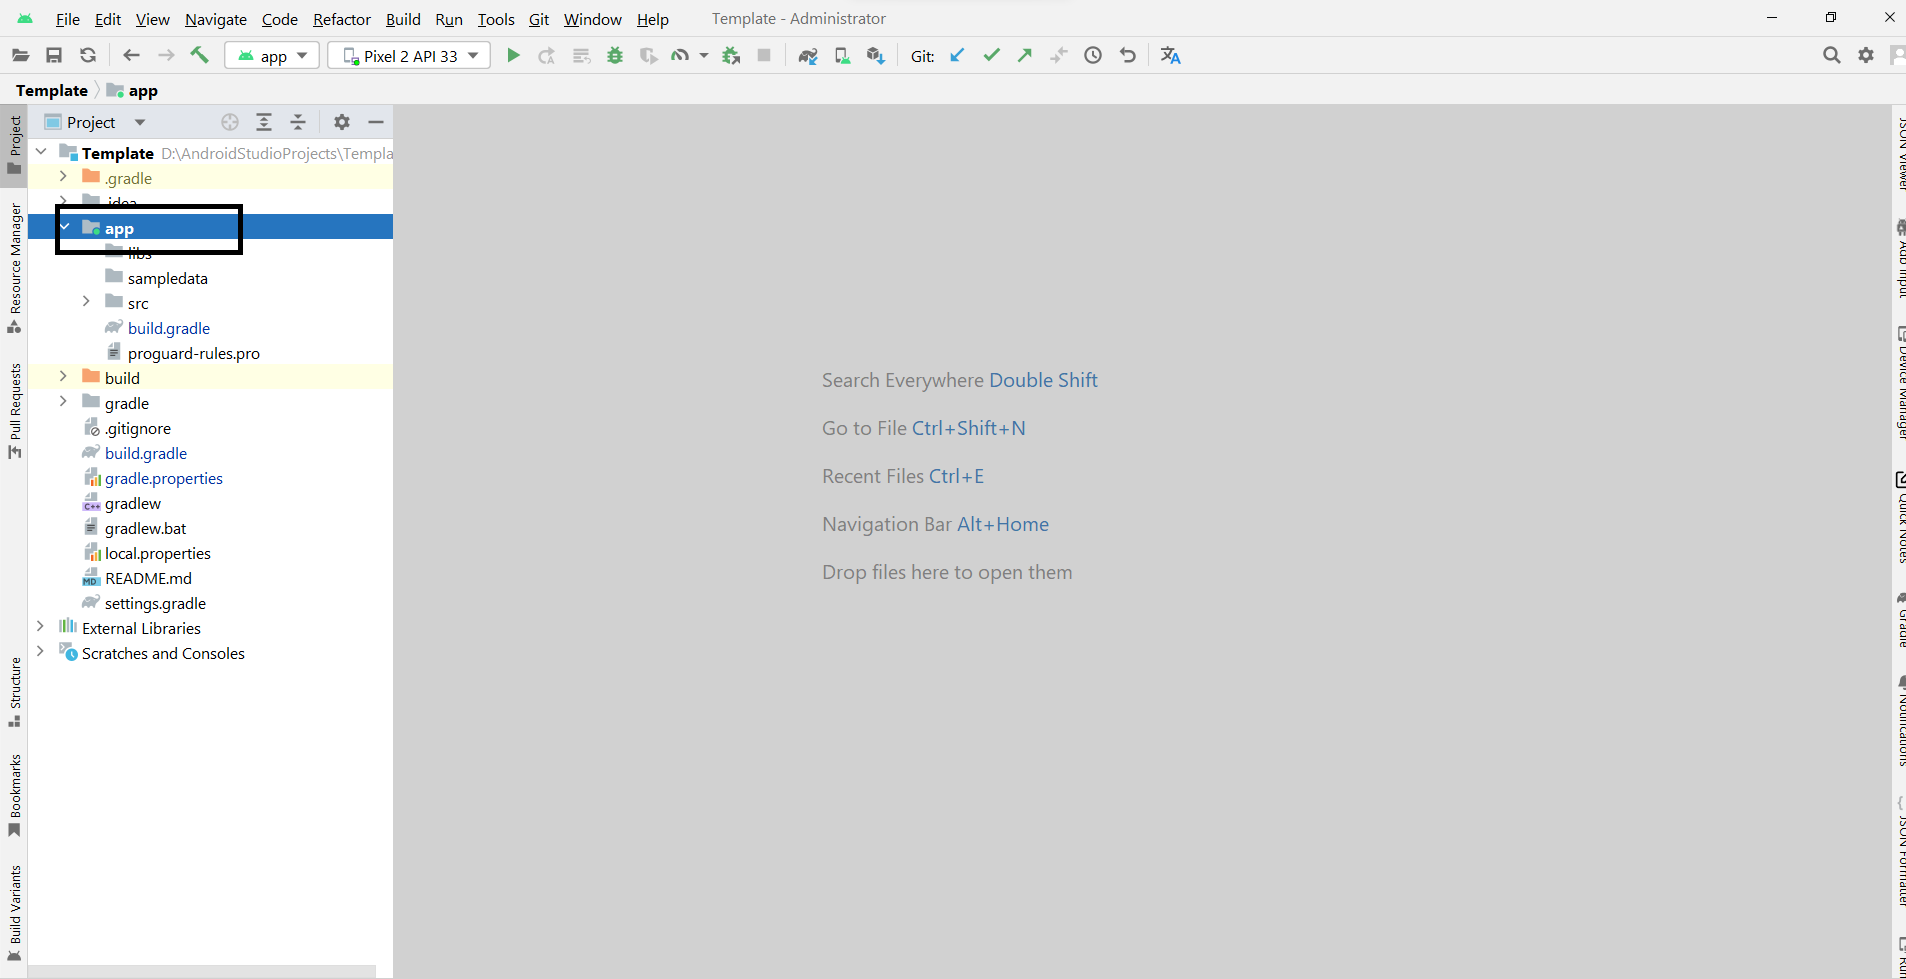 File Edit View Navigate Code Refactor Build Run Tools Git Window Help Template - Administrator
app Pixel 2 API 33 Git:
Template app
Project
Template D:\AndroidStudioProjects\Templa
.gradle
.idea
app
libs
sampledata
src
build.gradle
proguard-rules.pro
build
gradle
.gitignore
build.gradle
gradle.properties
gradlew
gradlew.bat
local.properties
README.md
settings.gradle
External Libraries
Scratches and Consoles
Project
Resource Manager
Pull Requests
Structure
Bookmarks
Build Variants
Search Everywhere Double Shift
Go to File Ctrl+Shift+N
Recent Files Ctrl+E
Navigation Bar Alt+Home
Drop files here to open them
JSON Viewer
Adb Input
Device Manager
Quick Notes
Gradle
Notifications
JSON Formatter